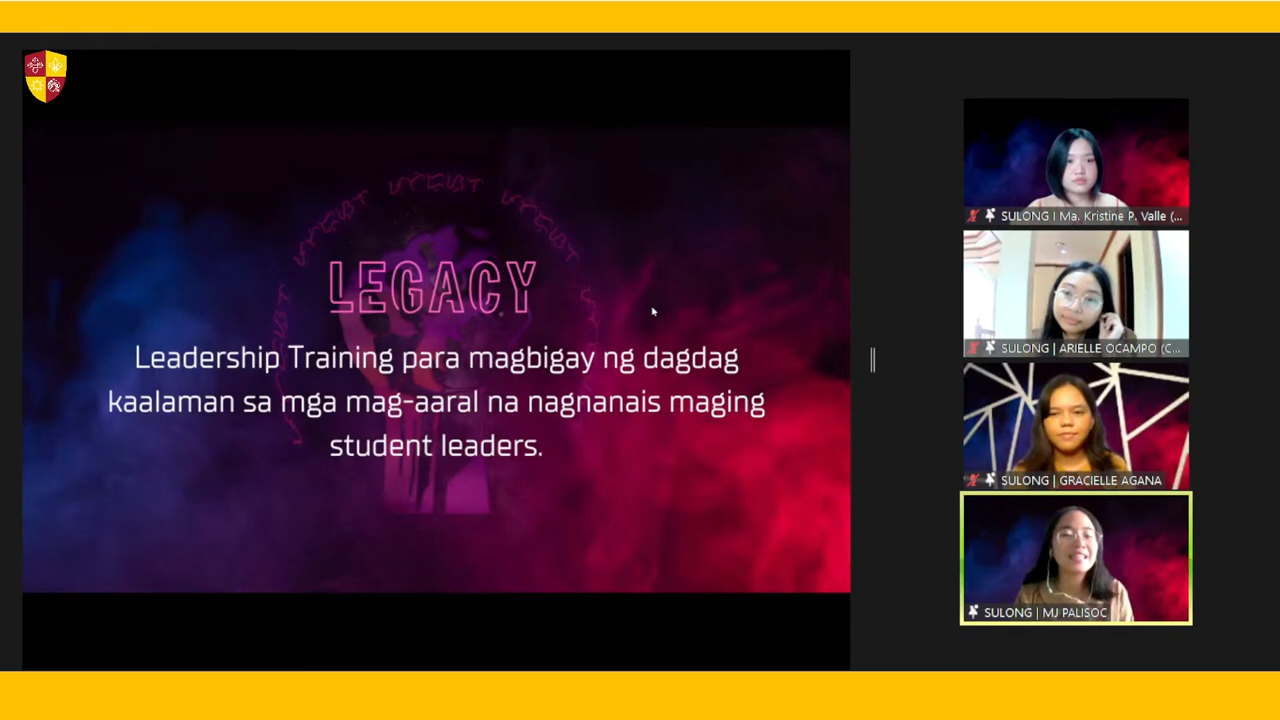 LEGACY
Leadership Training para magbigay ng dagdag
kaalaman sa mga mag-aaral na nagnanais maging
student leaders.
SULONG I Ma. Kristine P. Valle (...
SULONG | ARIELLE OCAMPO (C...
SULONG | GRACIELLE AGANA
SULONG | MJ PALISOC